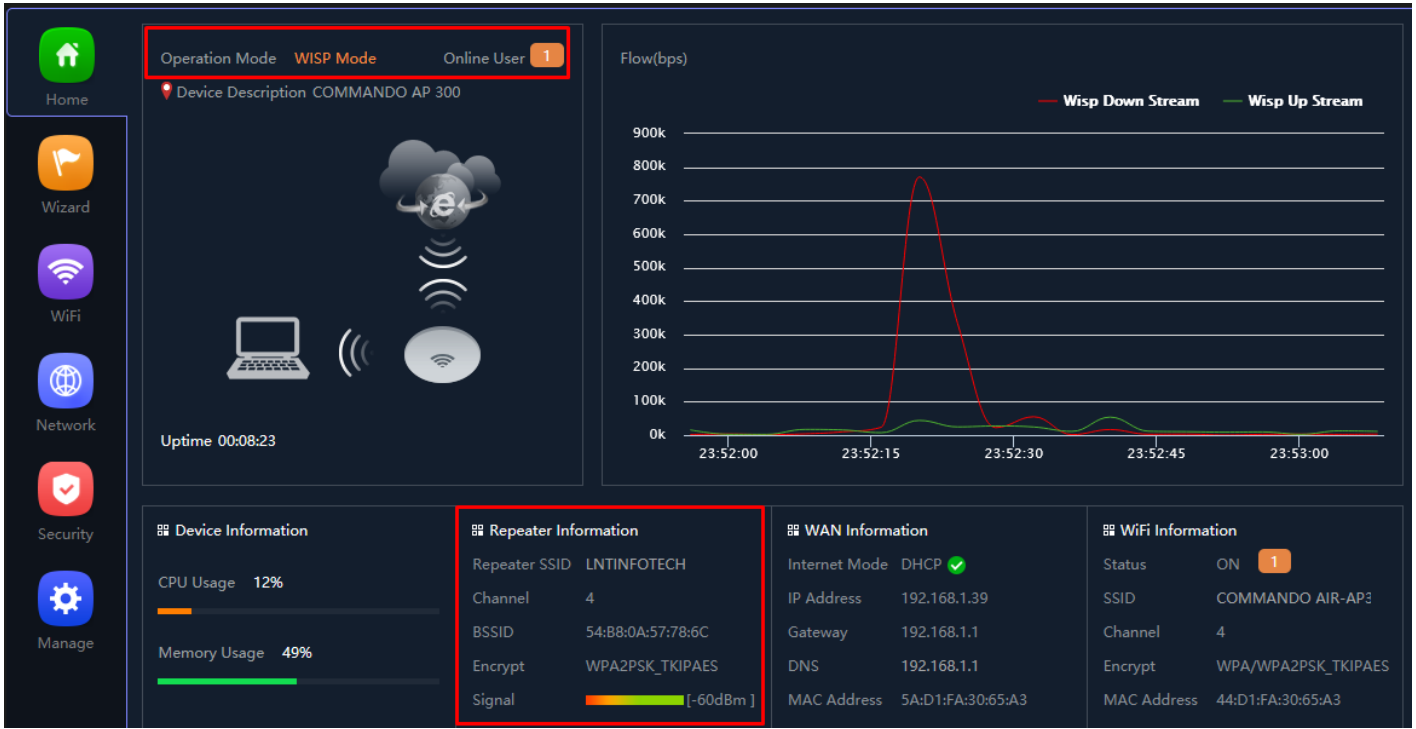 Home
Wizard
WiFi
Network
Security
Manage
Operation Mode WISP Mode Online User 1
Device Description COMMANDO AP 300
Uptime 00:08:23
Flow(bps)
Wisp Down Stream Wisp Up Stream
900k
800k
700k
600k
500k
400k
300k
200k
100k
0k
23:52:00 23:52:15 23:52:30 23:52:45 23:53:00
Device Information
CPU Usage 12%
Memory Usage 49%
Repeater Information
Repeater SSID LNTINFOTECH
Channel 4
BSSID 54:B8:0A:57:78:6C
Encrypt WPA2PSK_TKIPAES
Signal [-60dBm ]
WAN Information
Internet Mode DHCP
IP Address 192.168.1.39
Gateway 192.168.1.1
DNS 192.168.1.1
MAC Address 5A:D1:FA:30:65:A3
WiFi Information
Status ON 1
SSID COMMANDO AIR-AP3
Channel 4
Encrypt WPA/WPA2PSK_TKIPAES
MAC Address 44:D1:FA:30:65:A3